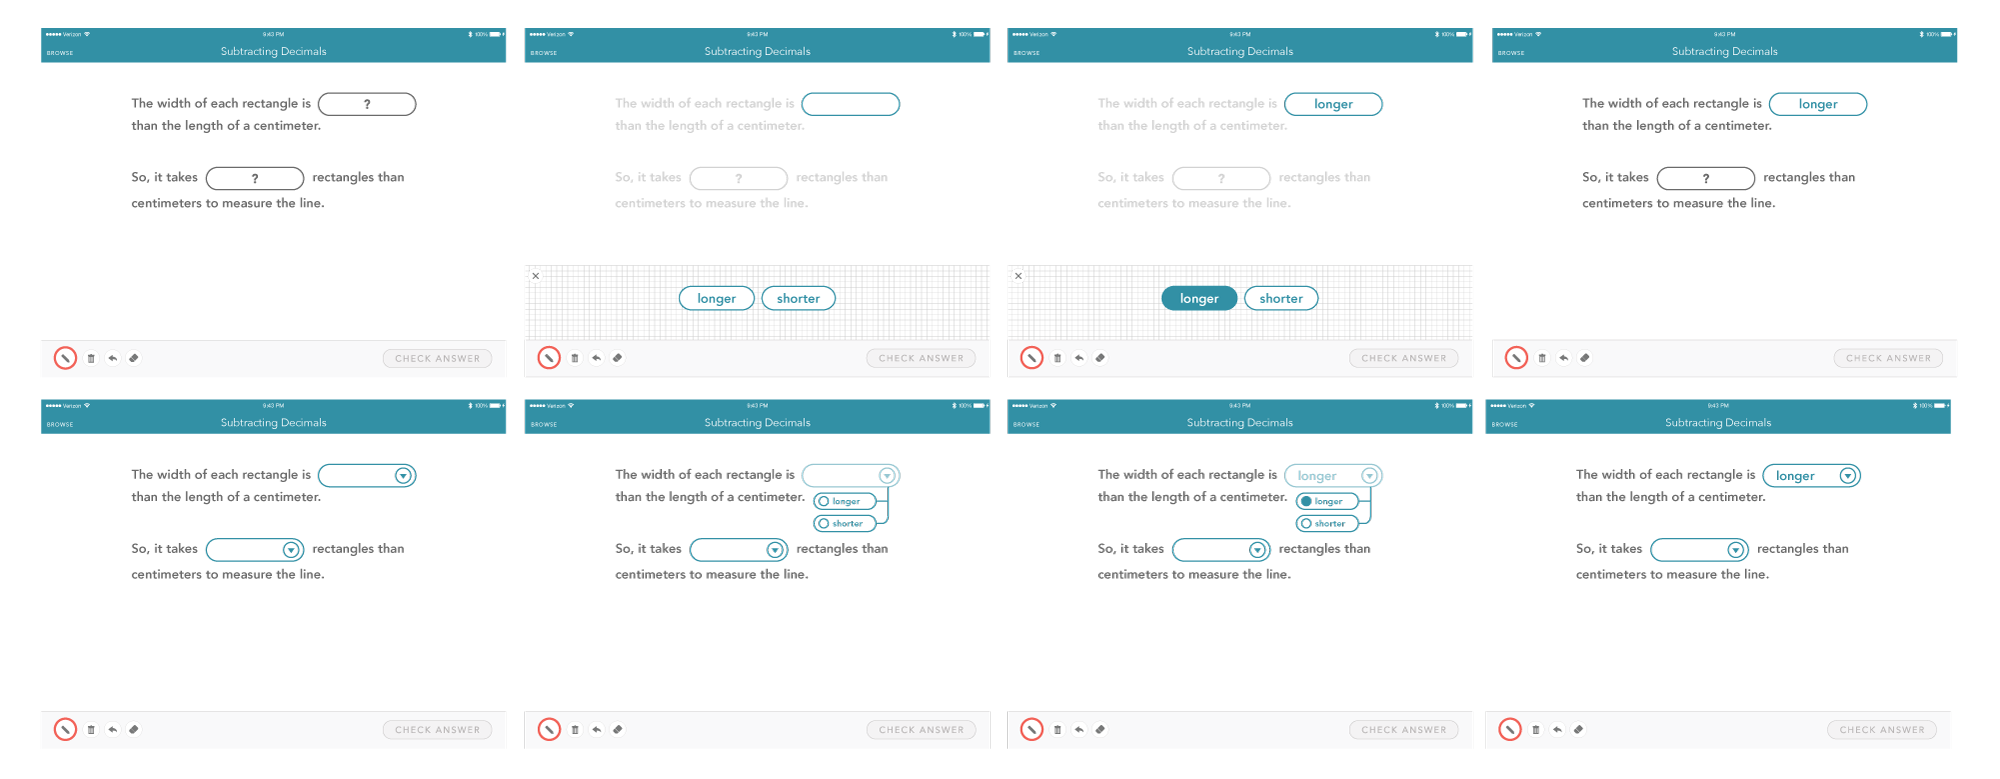 Verizon 9:43 PM 100%
BROWSE Subtracting Decimals
The width of each rectangle is ?
than the length of a centimeter.
So, it takes ? rectangles than
centimeters to measure the line.
CHECK ANSWER
Verizon 9:43 PM 100%
BROWSE Subtracting Decimals
The width of each rectangle is
than the length of a centimeter.
So, it takes ? rectangles than
centimeters to measure the line.
longer shorter
CHECK ANSWER
Verizon 9:43 PM 100%
BROWSE Subtracting Decimals
The width of each rectangle is longer
than the length of a centimeter.
So, it takes ? rectangles than
centimeters to measure the line.
longer shorter
CHECK ANSWER
Verizon 9:43 PM 100%
BROWSE Subtracting Decimals
The width of each rectangle is longer
than the length of a centimeter.
So, it takes ? rectangles than
centimeters to measure the line.
CHECK ANSWER
Verizon 9:43 PM 100%
BROWSE Subtracting Decimals
The width of each rectangle is
than the length of a centimeter.
So, it takes rectangles than
centimeters to measure the line.
CHECK ANSWER
Verizon 9:43 PM 100%
BROWSE Subtracting Decimals
The width of each rectangle is
than the length of a centimeter.
longer
shorter
So, it takes rectangles than
centimeters to measure the line.
CHECK ANSWER
Verizon 9:43 PM 100%
BROWSE Subtracting Decimals
The width of each rectangle is longer
than the length of a centimeter.
longer
shorter
So, it takes rectangles than
centimeters to measure the line.
CHECK ANSWER
Verizon 9:43 PM 100%
BROWSE Subtracting Decimals
The width of each rectangle is longer
than the length of a centimeter.
So, it takes rectangles than
centimeters to measure the line.
CHECK ANSWER